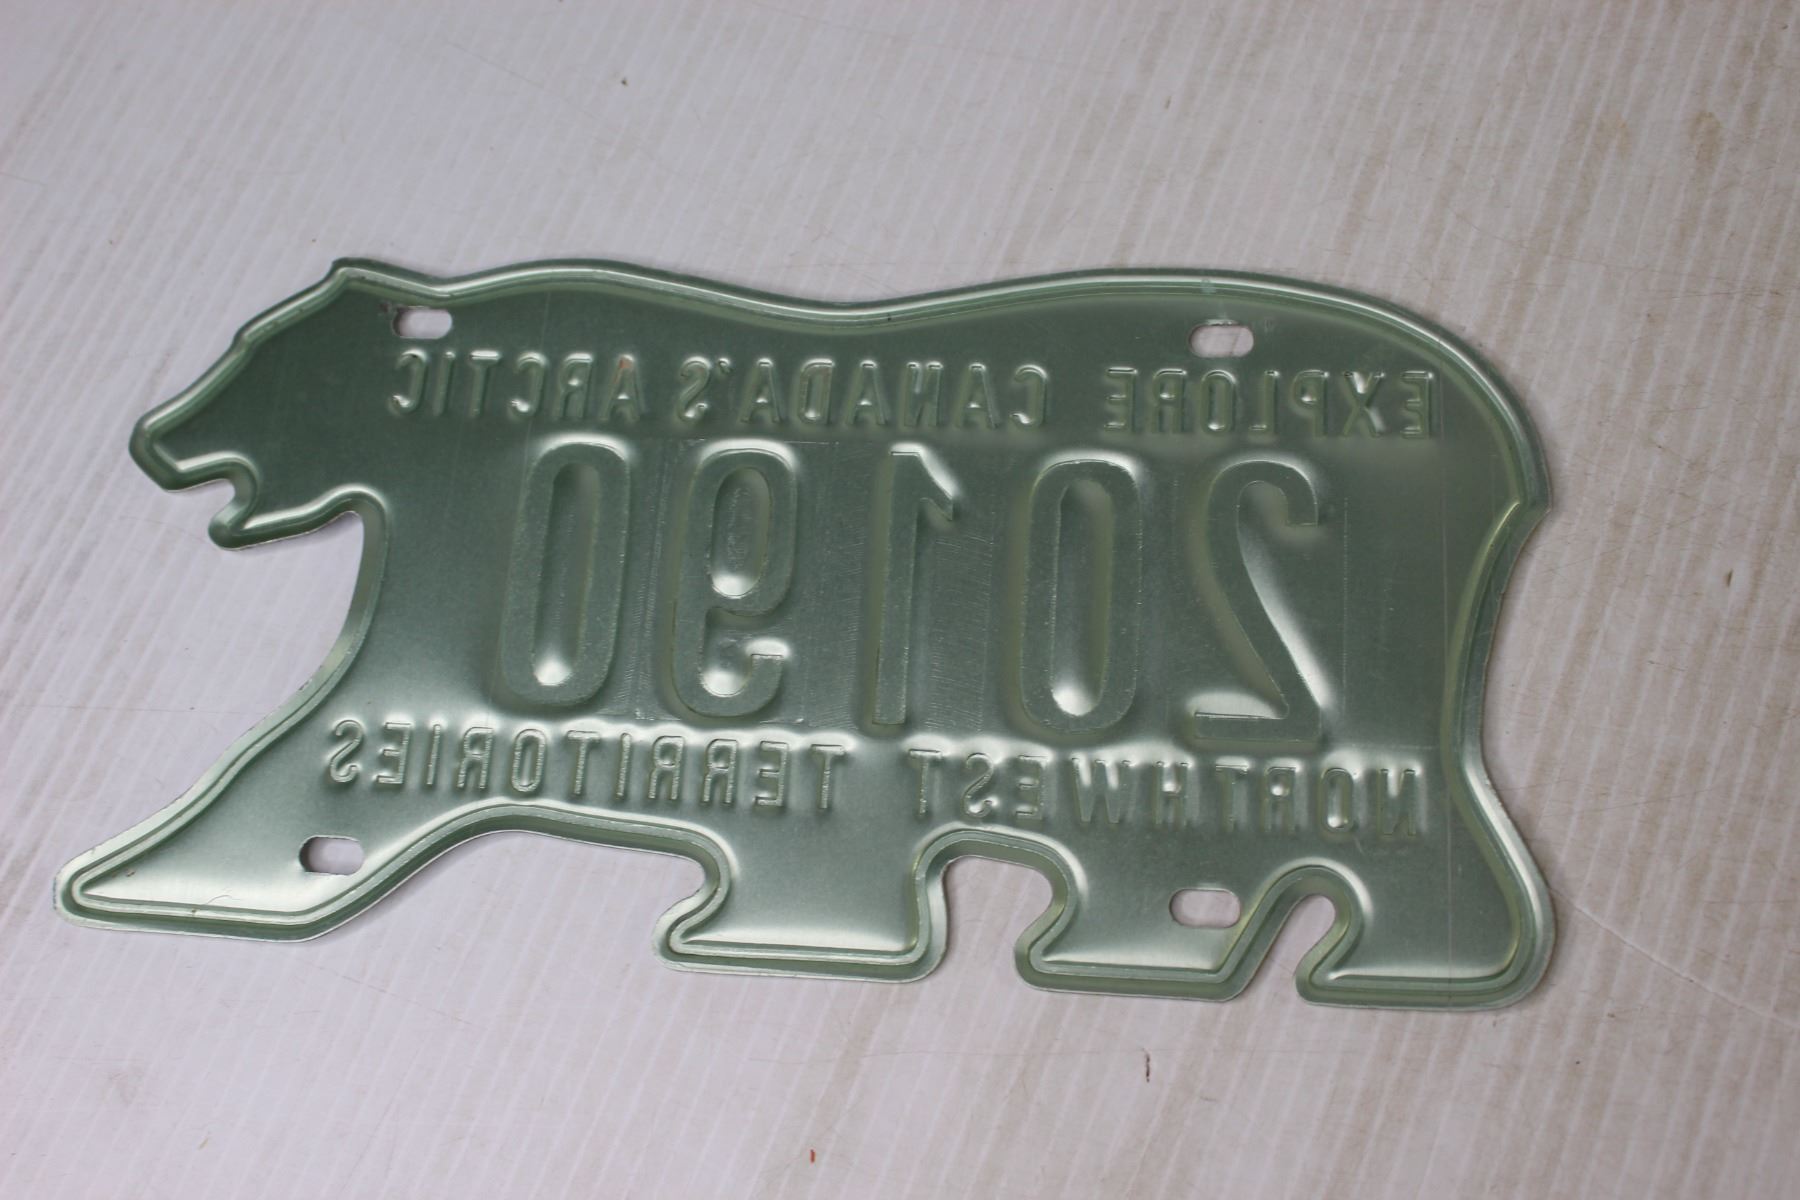 EXPLORE CANADA'S ARCTIC
20190
NORTHWEST TERRITORIES